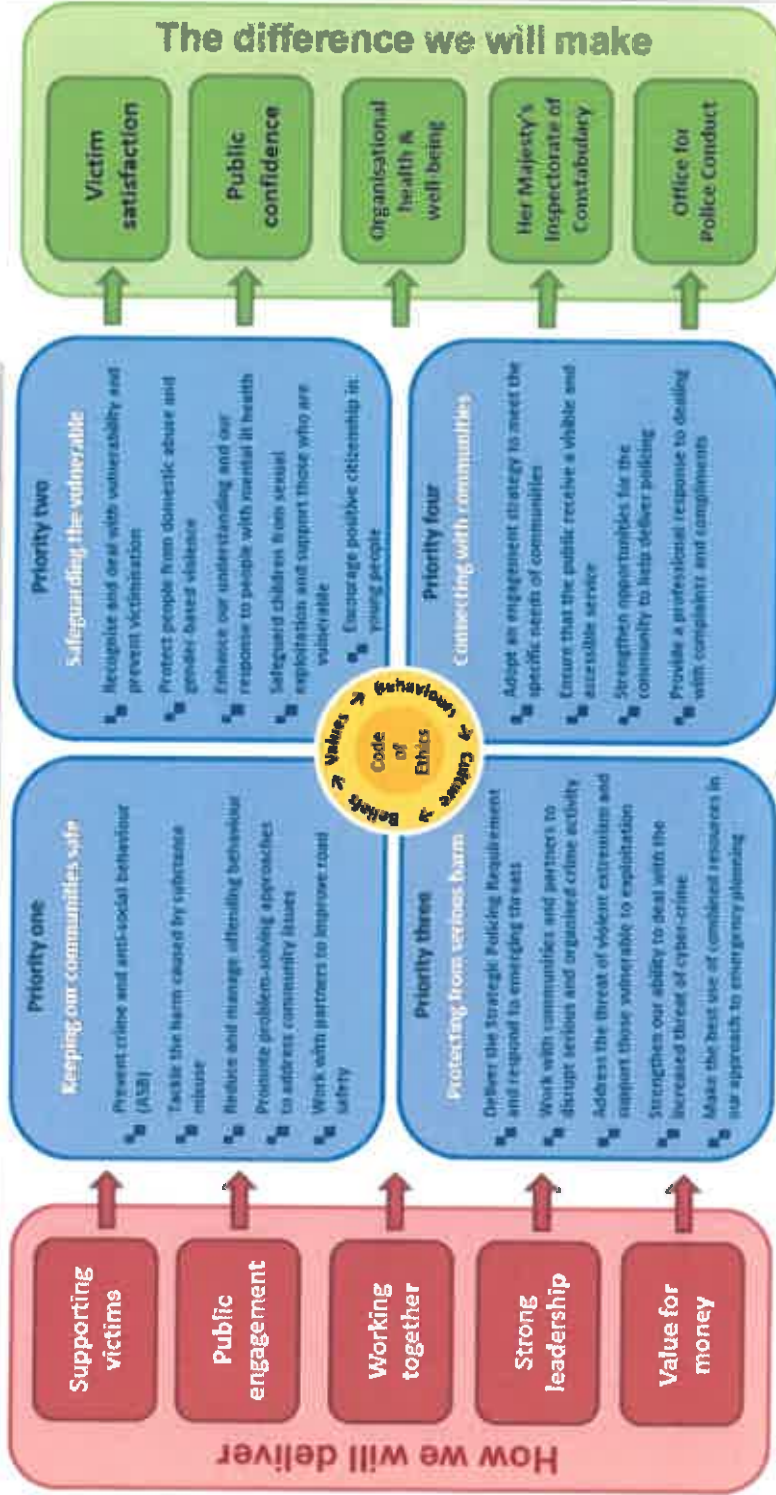 How we will deliver
Supporting
victims
Public
engagement
Working
together
Strong
leadership
Value for
money
Priority one
Keeping our communities safe
Prevent crime and anti-social behaviour
(ASB)
Tackle the harm caused by substance
misuse
Reduce and manage offending behaviour
Promote problem-solving approaches
to address community issues
Work with partners to improve road
safety
Priority two
Safeguarding the vulnerable
Recognise and deal with vulnerability and
prevent victimisation
Protect people from domestic abuse and
gender-based violence
Enhance our understanding and our
response to people with mental ill health
Safeguard children from sexual
exploitation and support those who are
vulnerable
Encourage positive citizenship in
young people
Priority three
Protecting from serious harm
Deliver the Strategic Policing Requirement
and respond to emerging threats
Work with communities and partners to
disrupt serious and organised crime activity
Address the threat of violent extremism and
support those vulnerable to exploitation
Strengthen our ability to deal with the
increased threat of cyber-crime
Make the best use of combined resources in
our approach to emergency planning
Priority four
Connecting with communities
Adopt an engagement strategy to meet the
specific needs of communities
Ensure that the public receive a visible and
accessible service
Strengthen opportunities for the
community to help deliver policing
Provide a professional response to dealing
with complaints and compliments
Beliefs → Values → Behaviours → Culture →
Code
of
Ethics
The difference we will make
Victim
satisfaction
Public
confidence
Organisational
health &
well being
Her Majesty's
Inspectorate of
Constabulary
Office for
Police Conduct